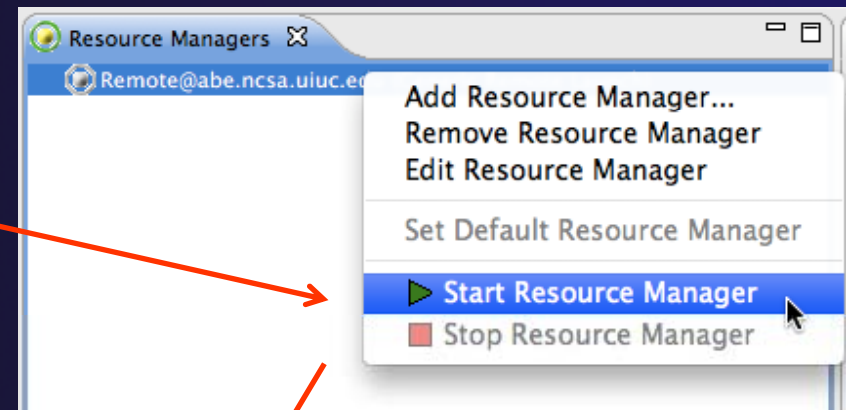 Resource Managers
Remote@abe.ncsa.uiuc.ed
Add Resource Manager...
Remove Resource Manager
Edit Resource Manager
Set Default Resource Manager
Start Resource Manager
Stop Resource Manager